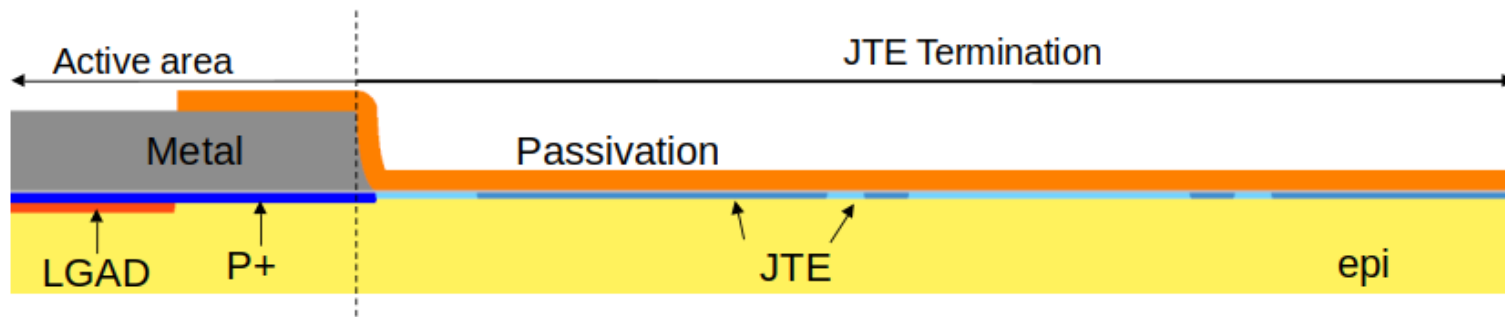 Active area
JTE Termination
Metal
Passivation
LGAD
P+
JTE
epi